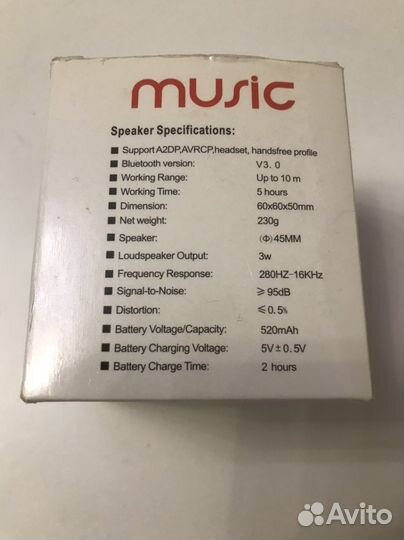 music
Speaker Specifications:
■ Support A2DP,AVRCP,headset, handsfree profile
■ Bluetooth version: V3.0
■ Working Range: Up to 10 m
■ Working Time: 5 hours
■ Dimension: 60x60x50mm
■ Net weight: 230g
■ Speaker: (Φ)45MM
■ Loudspeaker Output: 3w
■ Frequency Response: 280HZ-16KHz
■ Signal-to-Noise: ≥95dB
■ Distortion: ≤0.5%
■ Battery Voltage/Capacity: 520mAh
■ Battery Charging Voltage: 5V±0.5V
■ Battery Charge Time: 2 hours
Avito